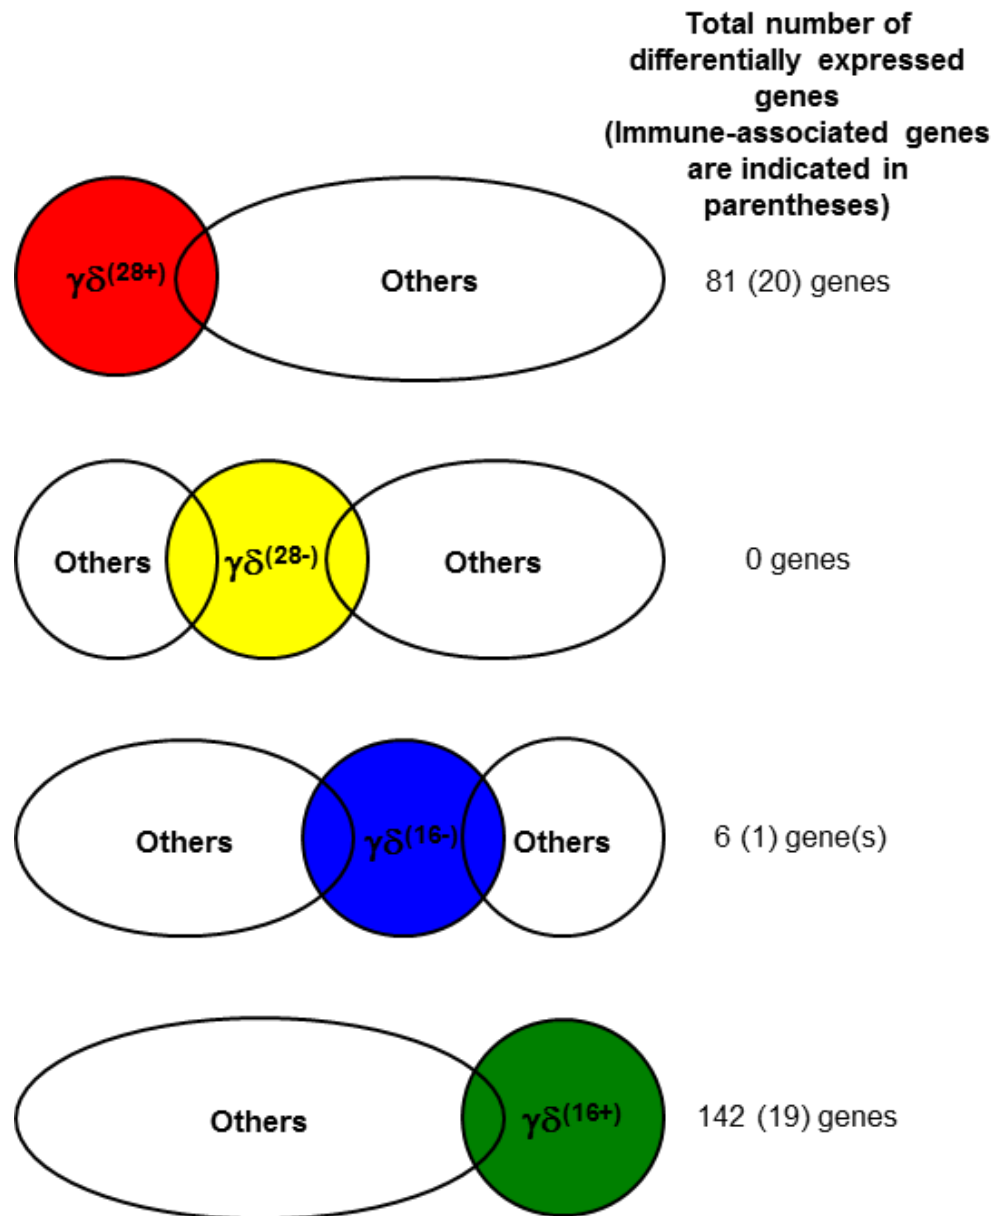 Total number of
differentially expressed
genes
(Immune-associated genes
are indicated in
parentheses)
γδ(28+) Others 81 (20) genes
Others γδ(28-) Others 0 genes
Others γδ(16-) Others 6 (1) gene(s)
Others γδ(16+) 142 (19) genes